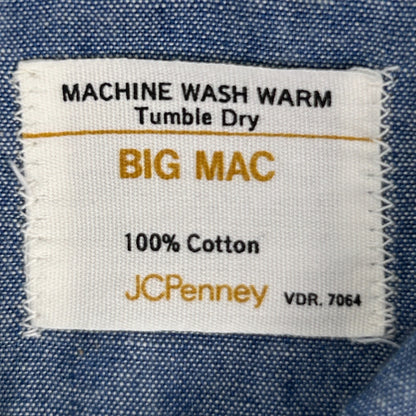 MACHINE WASH WARM
Tumble Dry
BIG MAC
100% Cotton
JCPenney VDR. 7064